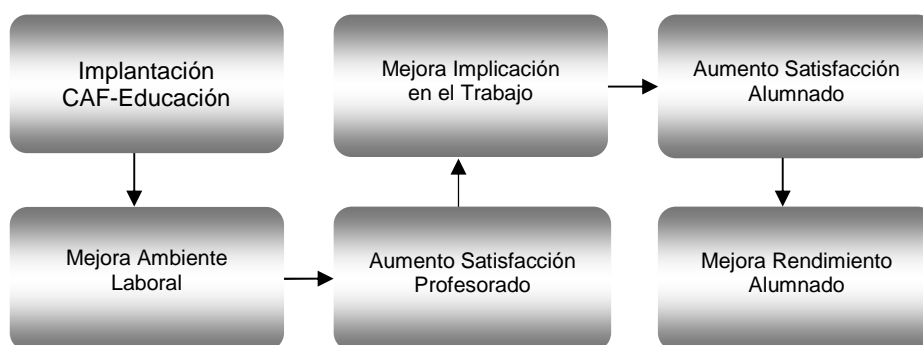 Implantación
CAF-Educación
Mejora Ambiente
Laboral
Aumento Satisfacción
Profesorado
Mejora Implicación
en el Trabajo
Aumento Satisfacción
Alumnado
Mejora Rendimiento
Alumnado